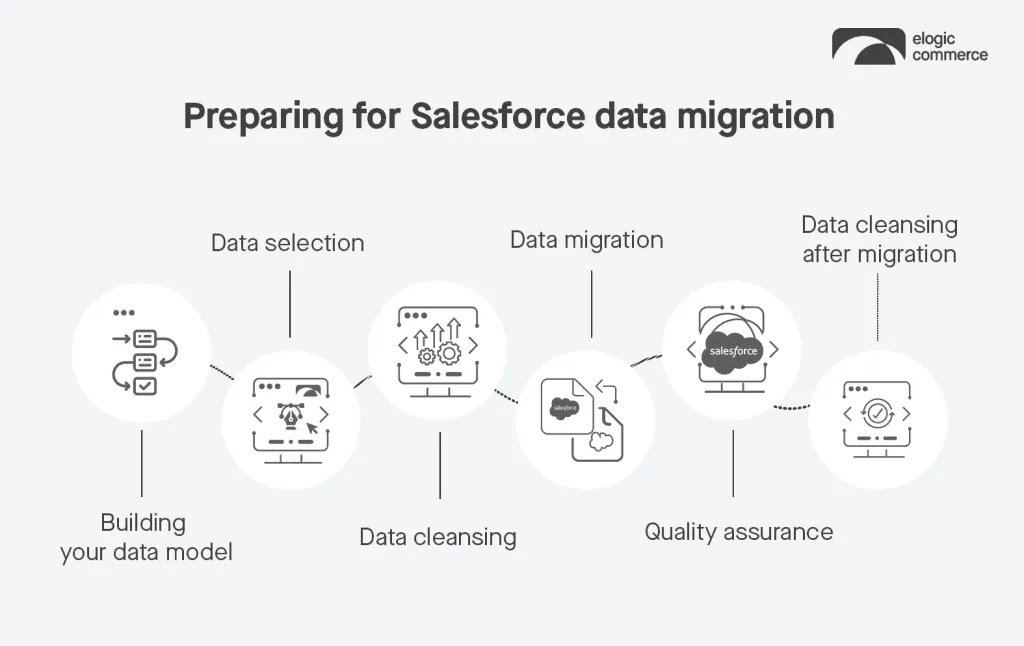 elogic
commerce
Preparing for Salesforce data migration
Data selection
Data migration
Data cleansing
after migration
salesforce
salesforce
Building
your data model
Data cleansing
Quality assurance